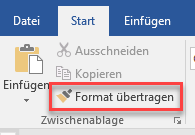 Datei Start Einfügen
Ausschneiden
Kopieren
Einfügen
Format übertragen
Zwischenablage